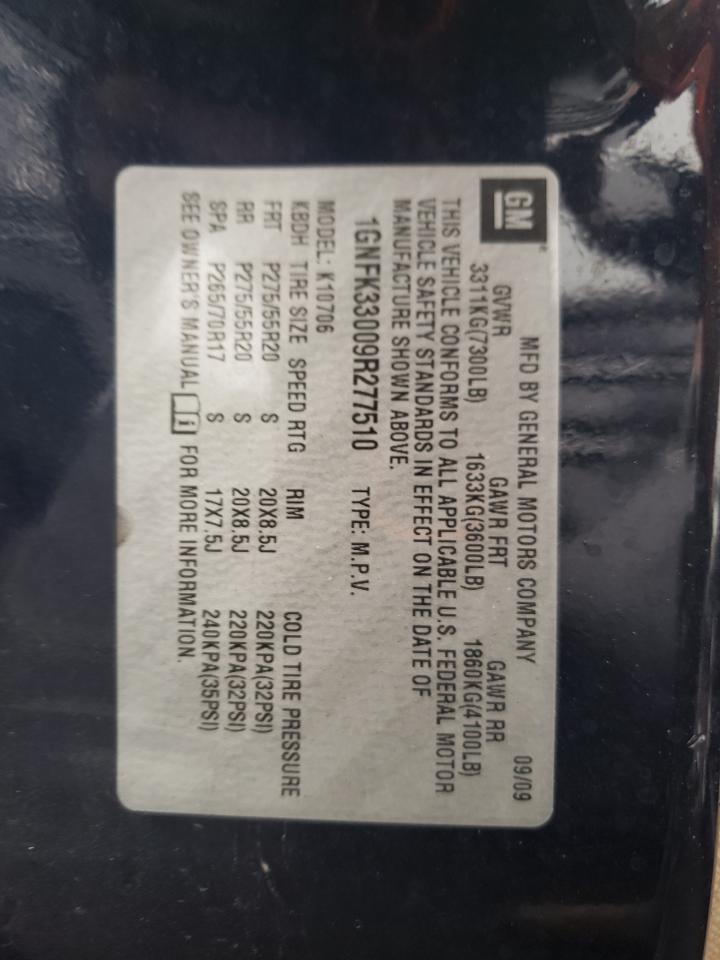 GM
MFD BY GENERAL MOTORS COMPANY 09/09
GVWR GAWR FRT GAWR RR
3311KG(7300LB) 1633KG(3600LB) 1860KG(4100LB)
THIS VEHICLE CONFORMS TO ALL APPLICABLE U.S. FEDERAL MOTOR
VEHICLE SAFETY STANDARDS IN EFFECT ON THE DATE OF
MANUFACTURE SHOWN ABOVE.
1GNFK33009R277510 TYPE: M.P.V.
MODEL: K10706
KBDH TIRE SIZE SPEED RTG RIM COLD TIRE PRESSURE
FRT P275/55R20 S 20X8.5J 220KPA(32PSI)
RR P275/55R20 S 20X8.5J 220KPA(32PSI)
SPA P265/70R17 S 17X7.5J 240KPA(35PSI)
SEE OWNER'S MANUAL i FOR MORE INFORMATION.